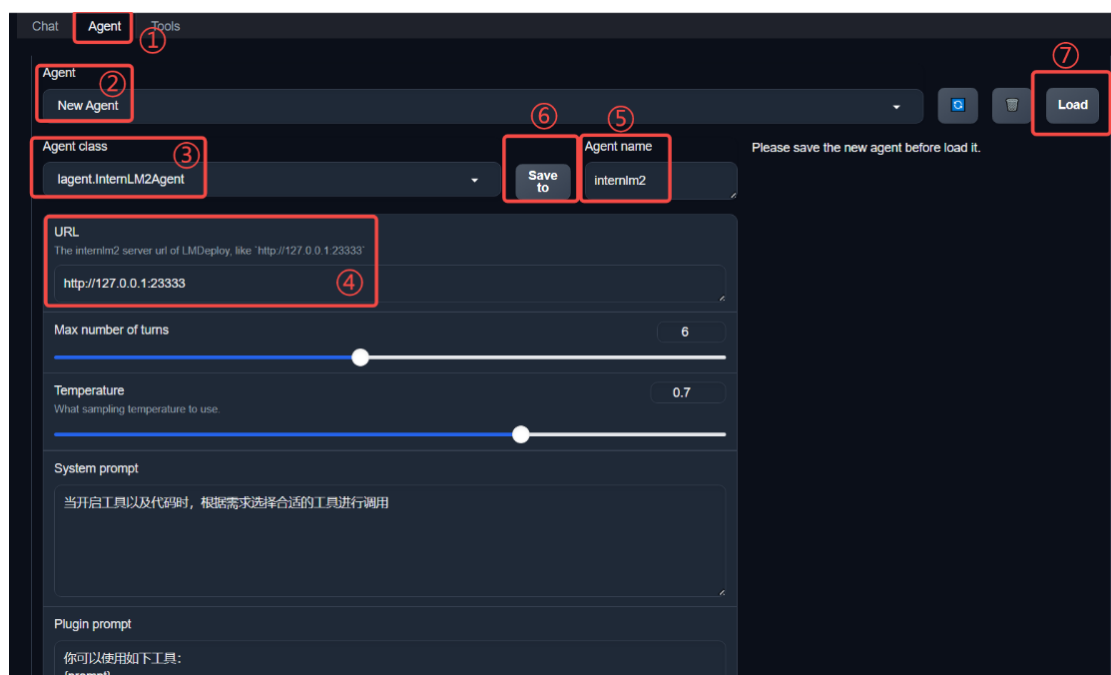 Chat Agent Tools
①
⑦
Agent
②
New Agent
Load
⑥ ⑤
Agent class
③
Agent name
Please save the new agent before load it.
lagent.InternLM2Agent
Save to
internlm2
URL
The internlm2 server url of LMDeploy, like `http://127.0.0.1:23333`
http://127.0.0.1:23333
④
Max number of turns
6
Temperature
0.7
What sampling temperature to use.
System prompt
当开启工具以及代码时，根据需求选择合适的工具进行调用
Plugin prompt
你可以使用如下工具：
{prompt}